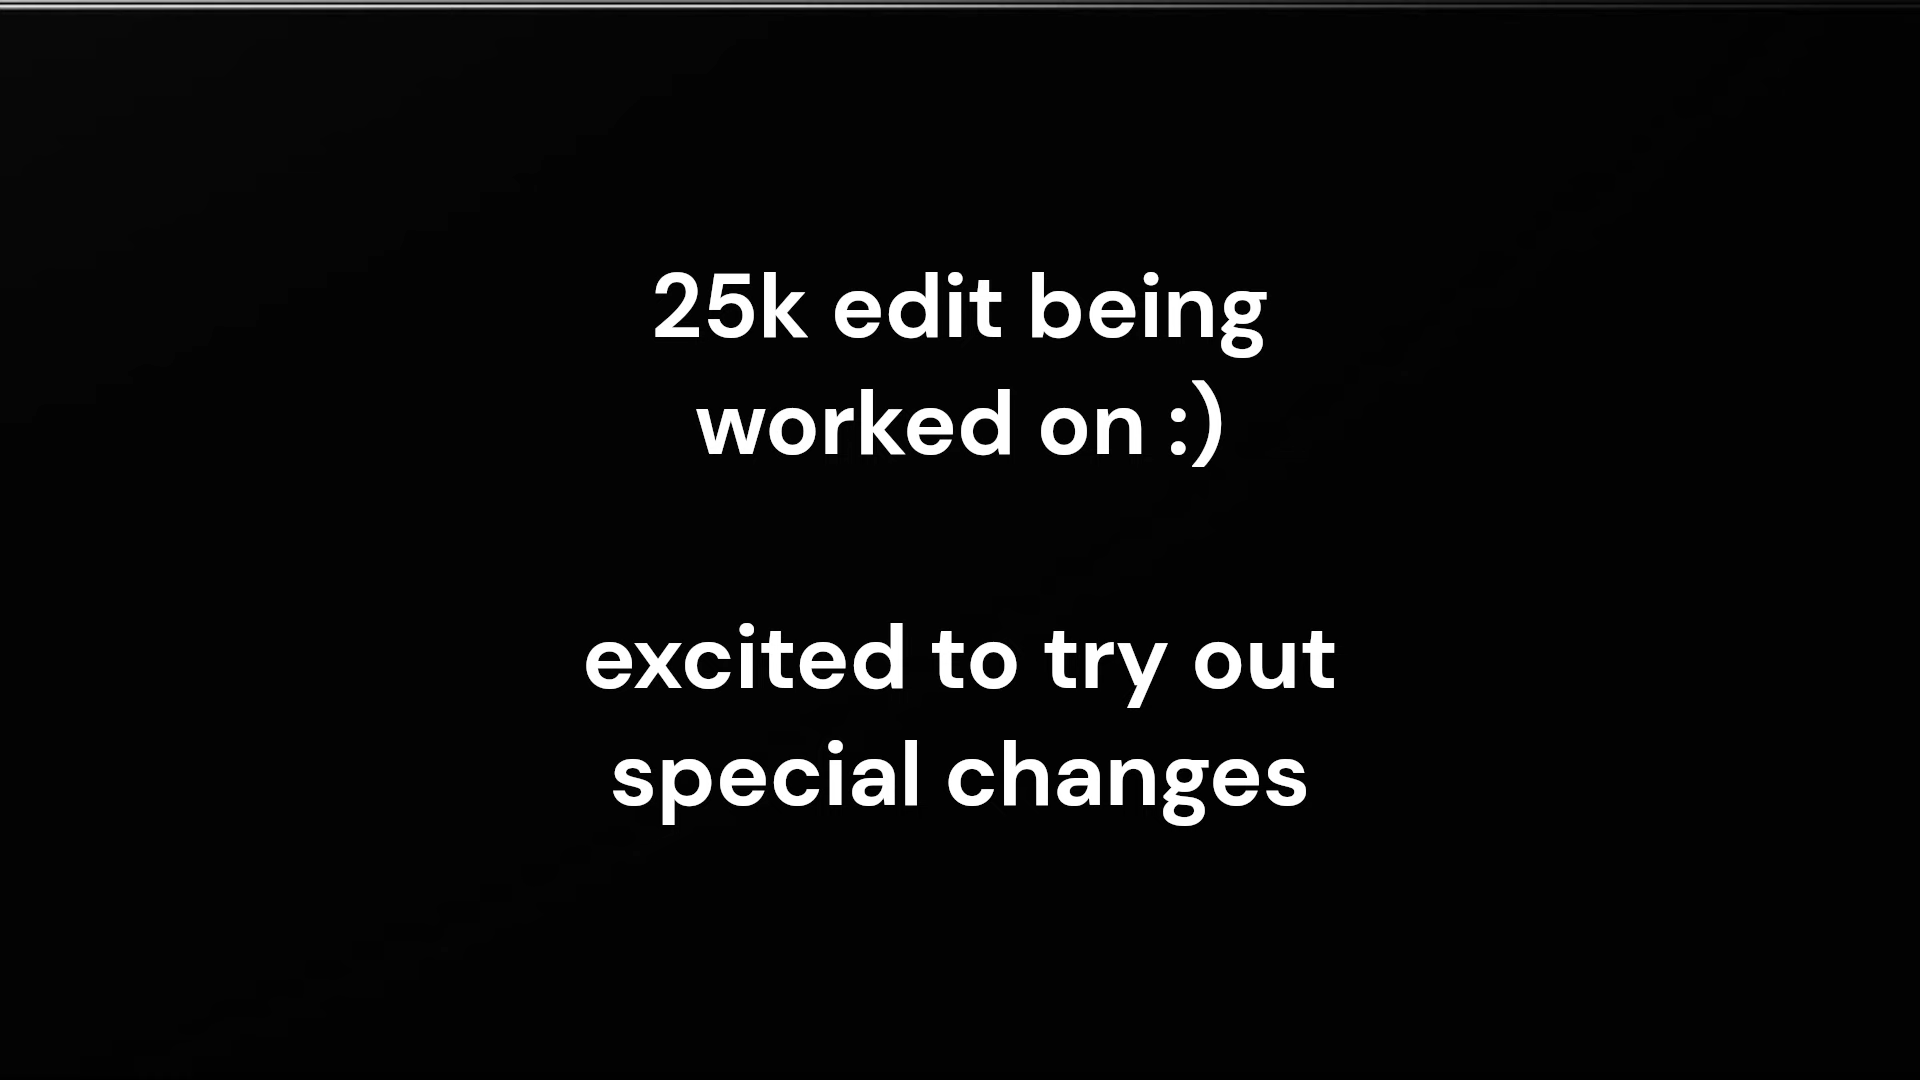 25k edit being
worked on :)
excited to try out
special changes